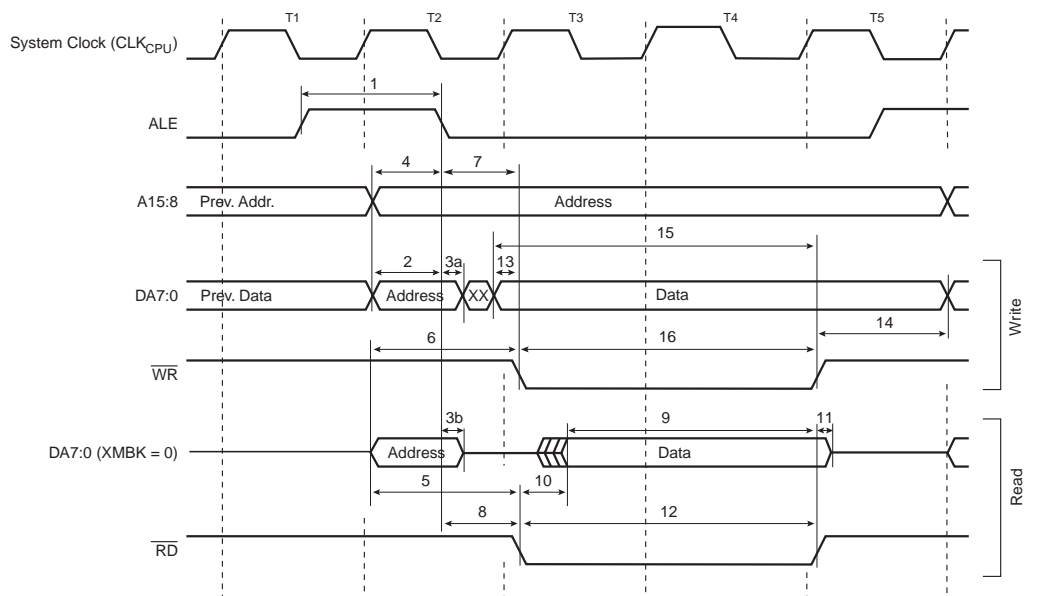 T1 T2 T3 T4 T5
System Clock (CLKCPU)
1
ALE
4 7
A15:8 Prev. Addr. Address
15
2 3a 13
DA7:0 Prev. Data Address XX Data
14
6 16
WR
Write
3b 9 11
DA7:0 (XMBK = 0) Address Data
5 10
8 12
RD
Read